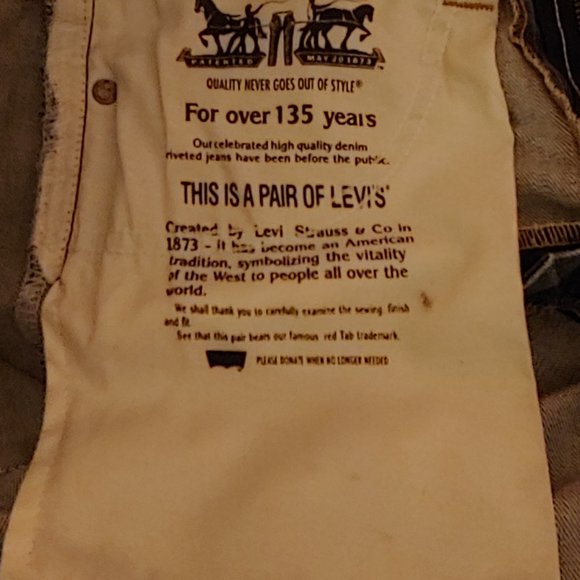 PATENTED MAY 20 1873
QUALITY NEVER GOES OUT OF STYLE®
For over 135 years
Our celebrated high quality denim
riveted jeans have been before the public.
THIS IS A PAIR OF LEVI'S®
Created by Levi Strauss & Co in
1873 - it has become an American
tradition, symbolizing the vitality
of the West to people all over the
world.
We shall thank you to carefully examine the sewing finish
and fit.
See that this pair bears our famous red Tab trademark.
PLEASE DONATE WHEN NO LONGER NEEDED